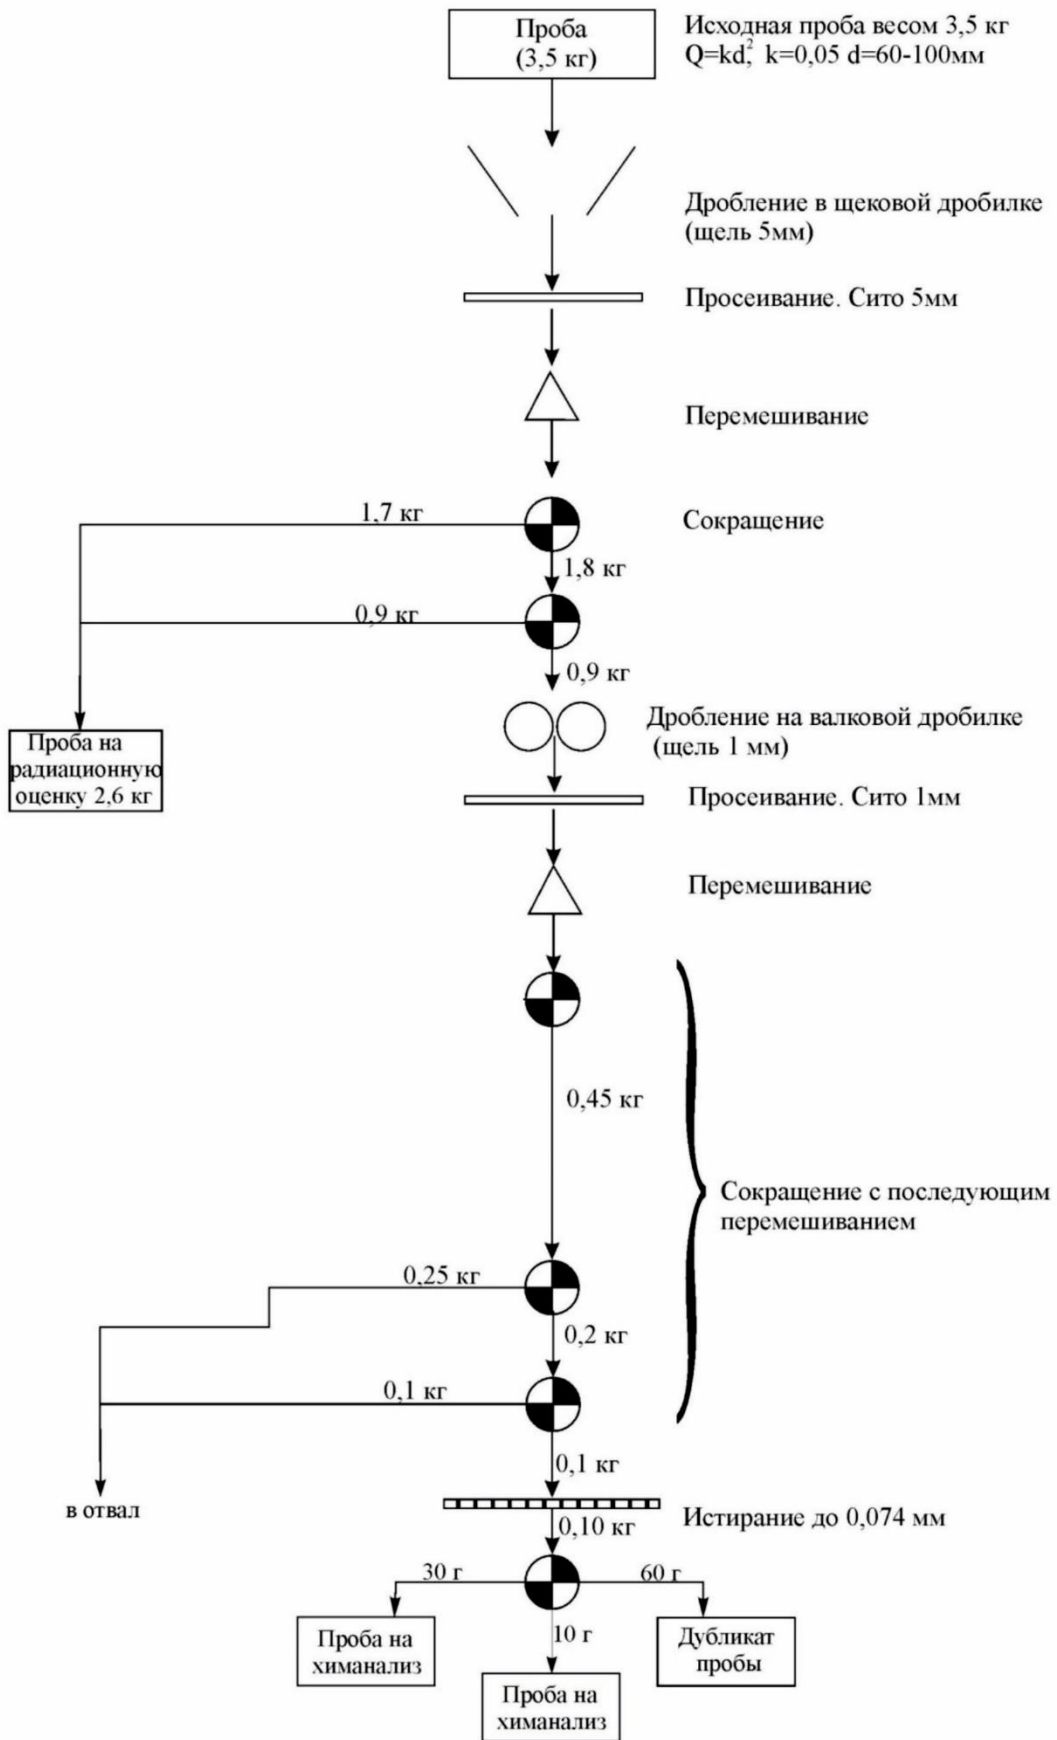 Проба
(3,5 кг)
Исходная проба весом 3,5 кг
Q=kd², k=0,05 d=60-100мм
Дробление в щековой дробилке
(щель 5мм)
Просеивание. Сито 5мм
Перемешивание
1,7 кг
Сокращение
1,8 кг
0,9 кг
0,9 кг
Проба на
радиационную
оценку 2,6 кг
Дробление на валковой дробилке
(щель 1 мм)
Просеивание. Сито 1мм
Перемешивание
0,45 кг
Сокращение с последующим
перемешиванием
0,25 кг
0,2 кг
0,1 кг
0,1 кг
в отвал
Истирание до 0,074 мм
0,10 кг
30 г
60 г
10 г
Проба на
химанализ
Дубликат
пробы
Проба на
химанализ